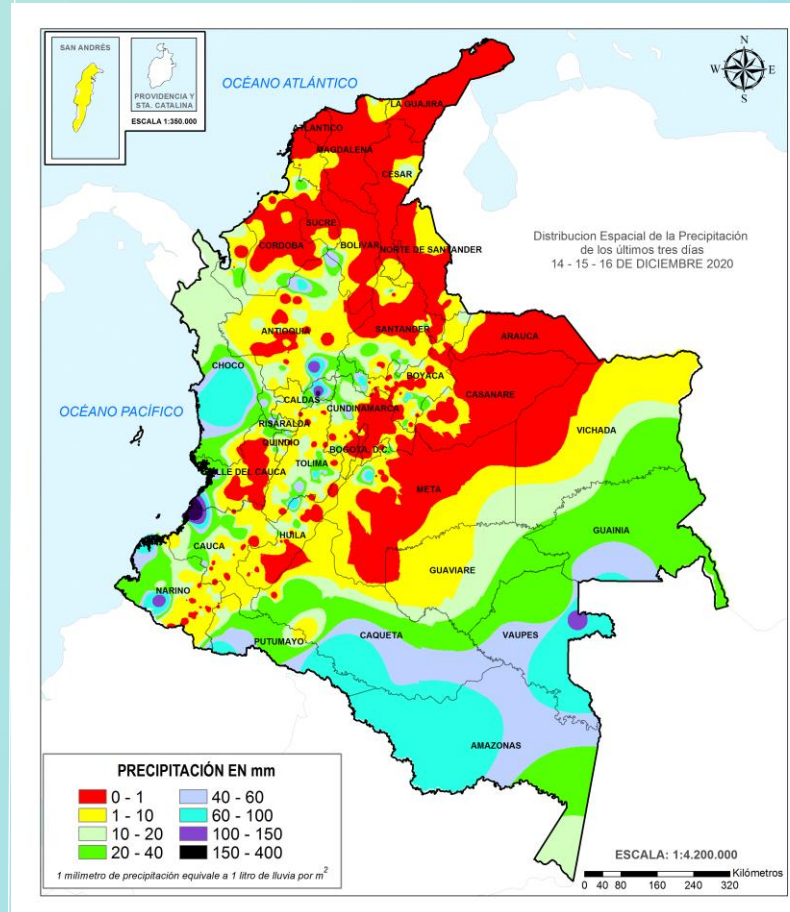 SAN ANDRÉS
PROVIDENCIA Y
STA. CATALINA
ESCALA 1:350.000
OCÉANO ATLÁNTICO
N
W E
S
LA GUAJIRA
ATLANTICO
MAGDALENA
CESAR
SUCRE
CORDOBA
BOLIVAR
NORTE DE SANTANDER
Distribucion Espacial de la Precipitación
de los últimos tres días
14 - 15 - 16 DE DICIEMBRE 2020
ANTIOQUIA
SANTANDER
ARAUCA
CHOCO
BOYACA
CASANARE
CALDAS
CUNDINAMARCA
OCÉANO PACÍFICO
RISARALDA
VICHADA
QUINDIO
BOGOTA, D.C.
TOLIMA
VALLE DEL CAUCA
META
GUAINIA
HUILA
CAUCA
GUAVIARE
NARINO
PUTUMAYO
CAQUETA
VAUPES
AMAZONAS
PRECIPITACIÓN EN mm
0 - 1
40 - 60
1 - 10
60 - 100
10 - 20
100 - 150
20 - 40
150 - 400
1 milímetro de precipitación equivale a 1 litro de lluvia por m²
ESCALA: 1:4.200.000
Kilómetros
0 40 80 160 240 320